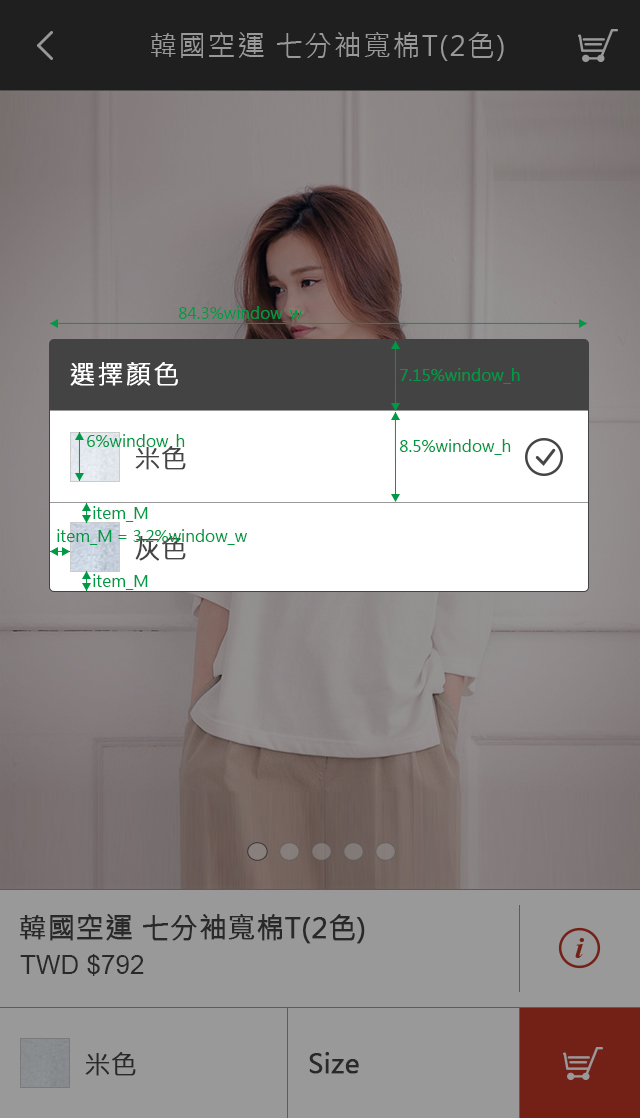 韓國空運 七分袖寬棉T(2色)
84.3%window_w
選擇顏色
7.15%window_h
6%window_h
米色
8.5%window_h
item_M
item_M = 3.2%window_w
灰色
item_M
韓國空運 七分袖寬棉T(2色)
TWD $792
i
米色
Size